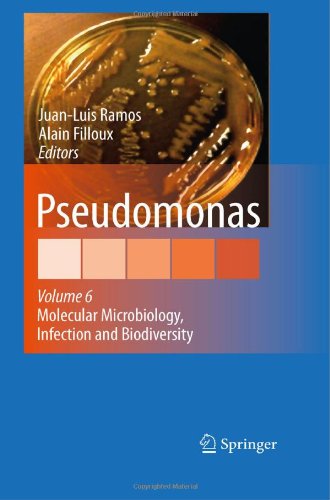 Juan-Luis Ramos
Alain Filloux
Editors
Pseudomonas
Volume 6
Molecular Microbiology,
Infection and Biodiversity
Springer